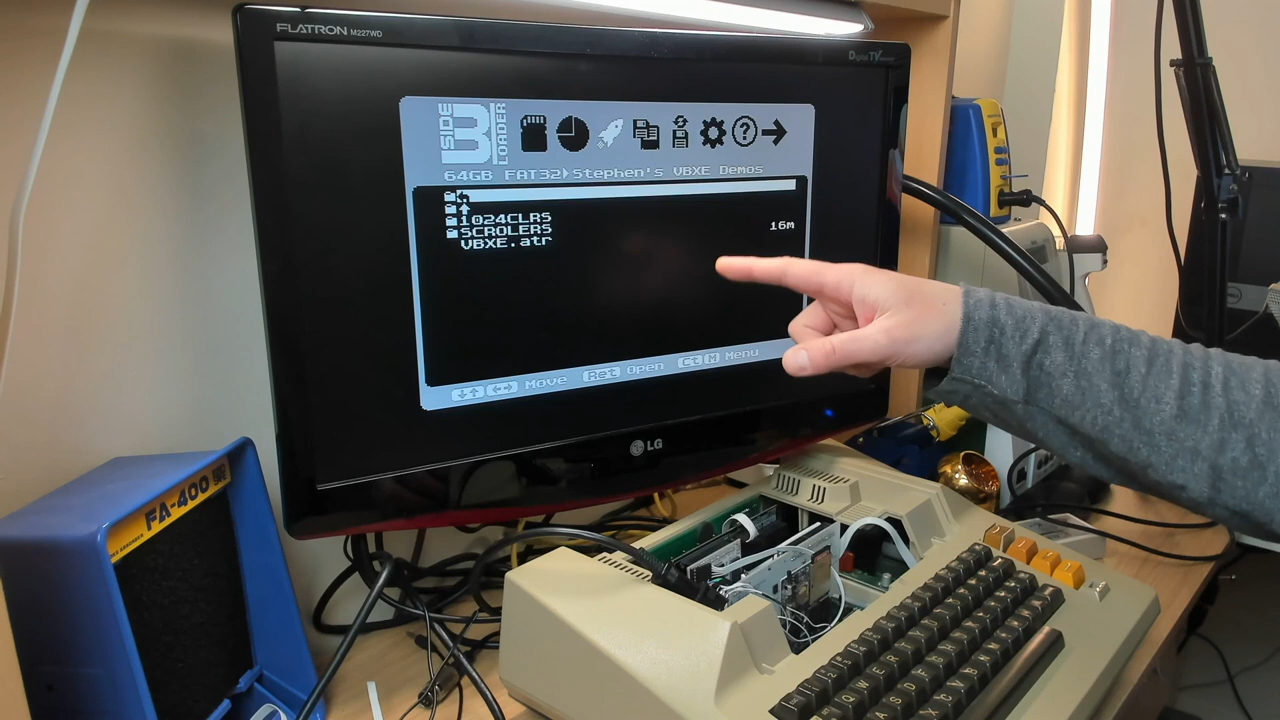 FLATRON M227WD
Digital TV
SIDE 3 LOADER
64GB FAT32▸Stephen's VBXE Demos
1024CLRS
SCROLERS
VBXE.atr 16m
↓↑ ↔ Move Ret Open Ct M Menu
LG
FA-400
DELL